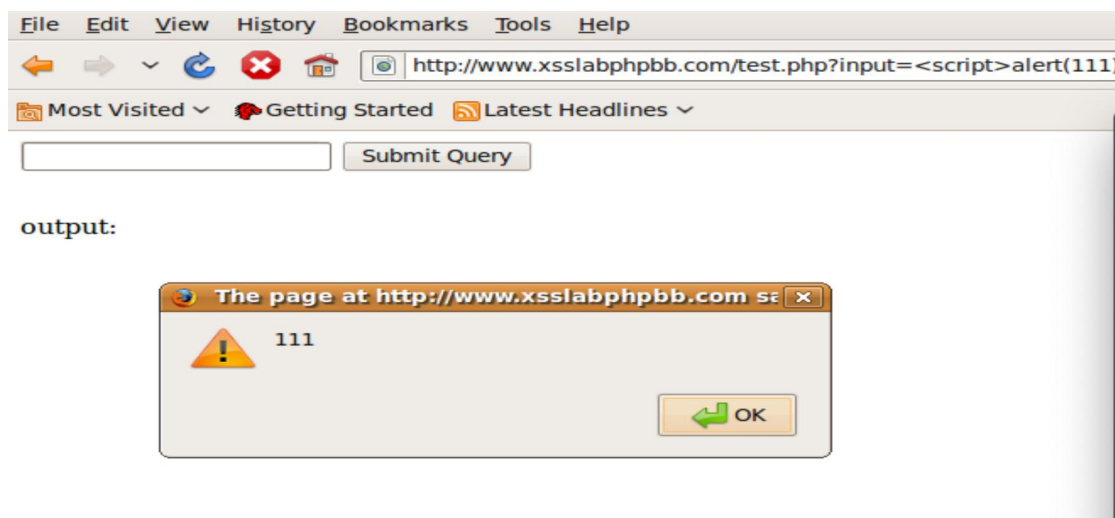 File Edit View History Bookmarks Tools Help
http://www.xsslabphpbb.com/test.php?input=<script>alert(111)
Most Visited Getting Started Latest Headlines
Submit Query
output:
The page at http://www.xsslabphpbb.com
111
OK